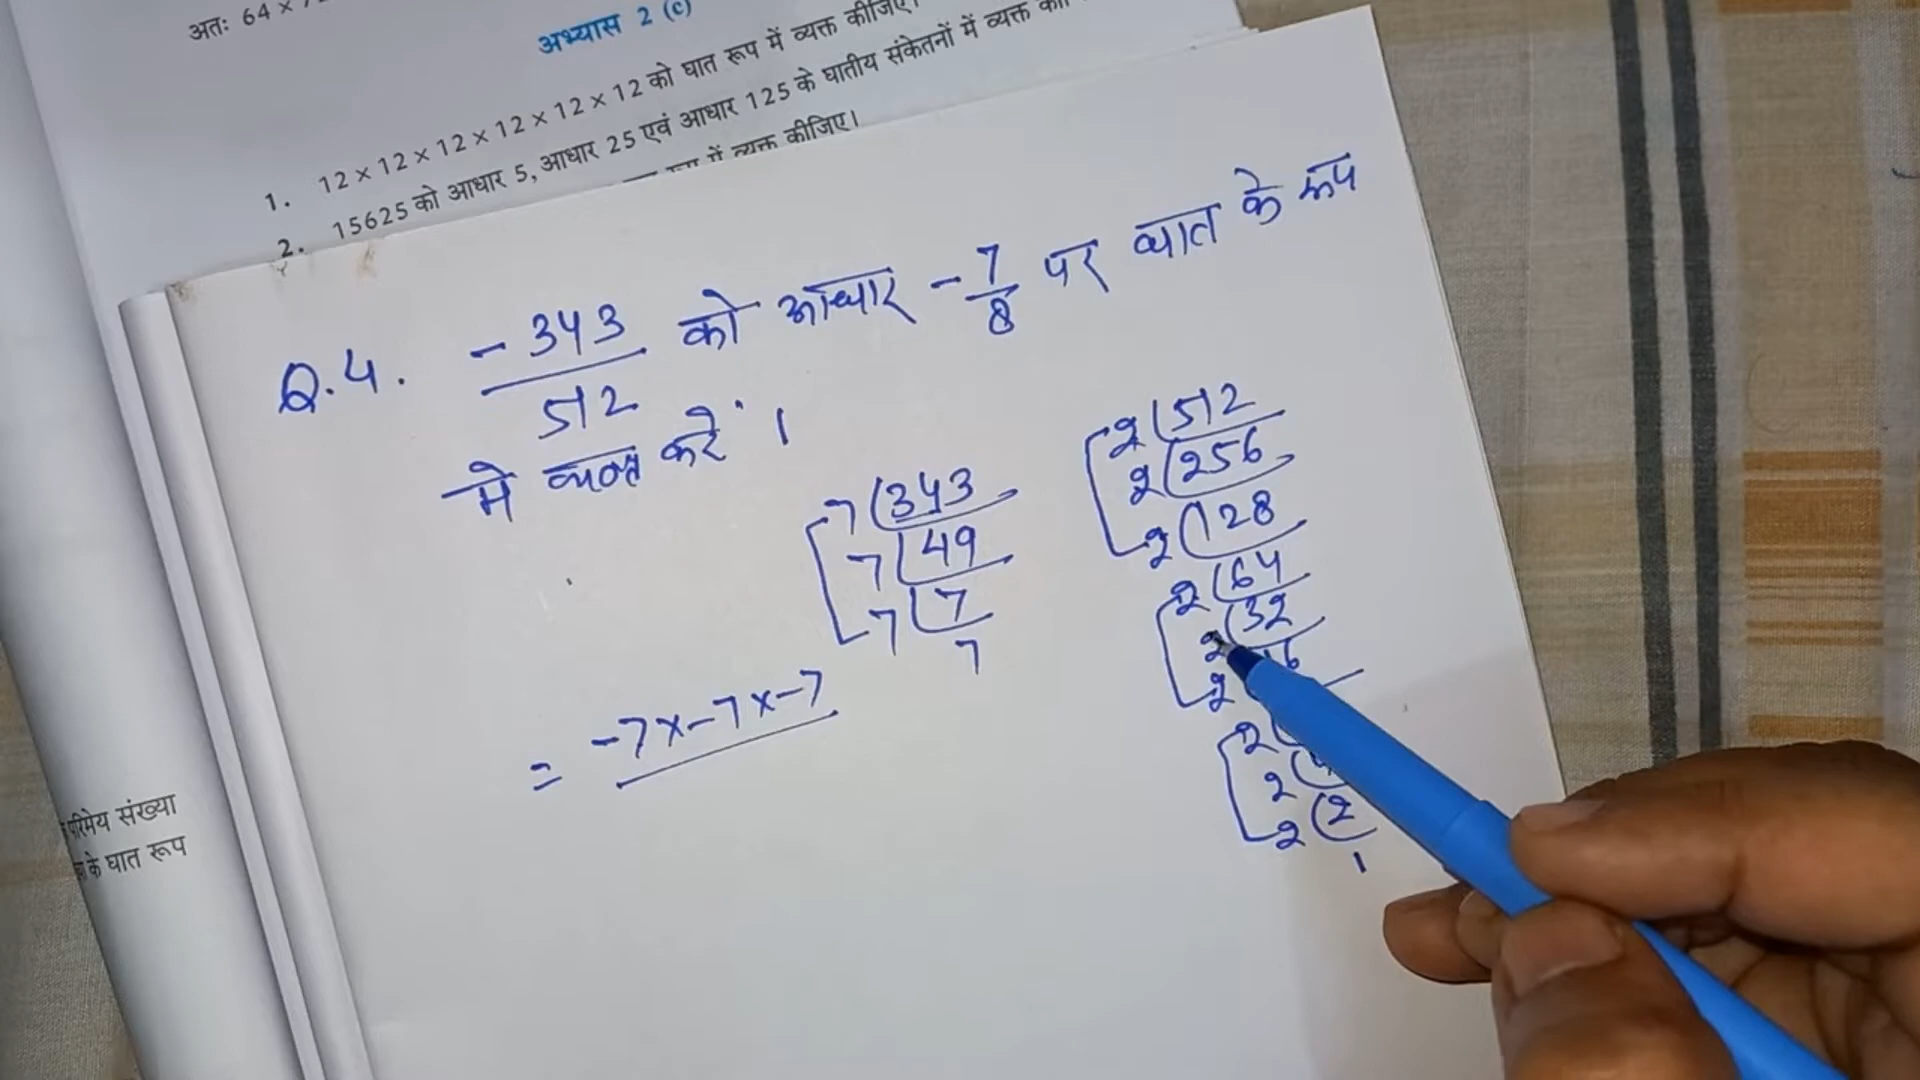 अतः 64 ×
अभ्यास 2 (c)
1. 12 × 12 × 12 × 12 × 12 × 12 को घात रूप में व्यक्त कीजिए।
2. 15625 को आधार 5, आधार 25 एवं आधार 125 के घातीय संकेतनों में व्यक्त
में व्यक्त कीजिए।
Q.4. -343/512 को आधार -7/8 पर घात के रूप
में व्यक्त करें।
7 343
7 49
7 7
7
2 512
2 256
2 128
2 64
2 32
2 16
2
2 4
2 2
1
= -7×-7×-7
परिमेय संख्या
के घात रूप